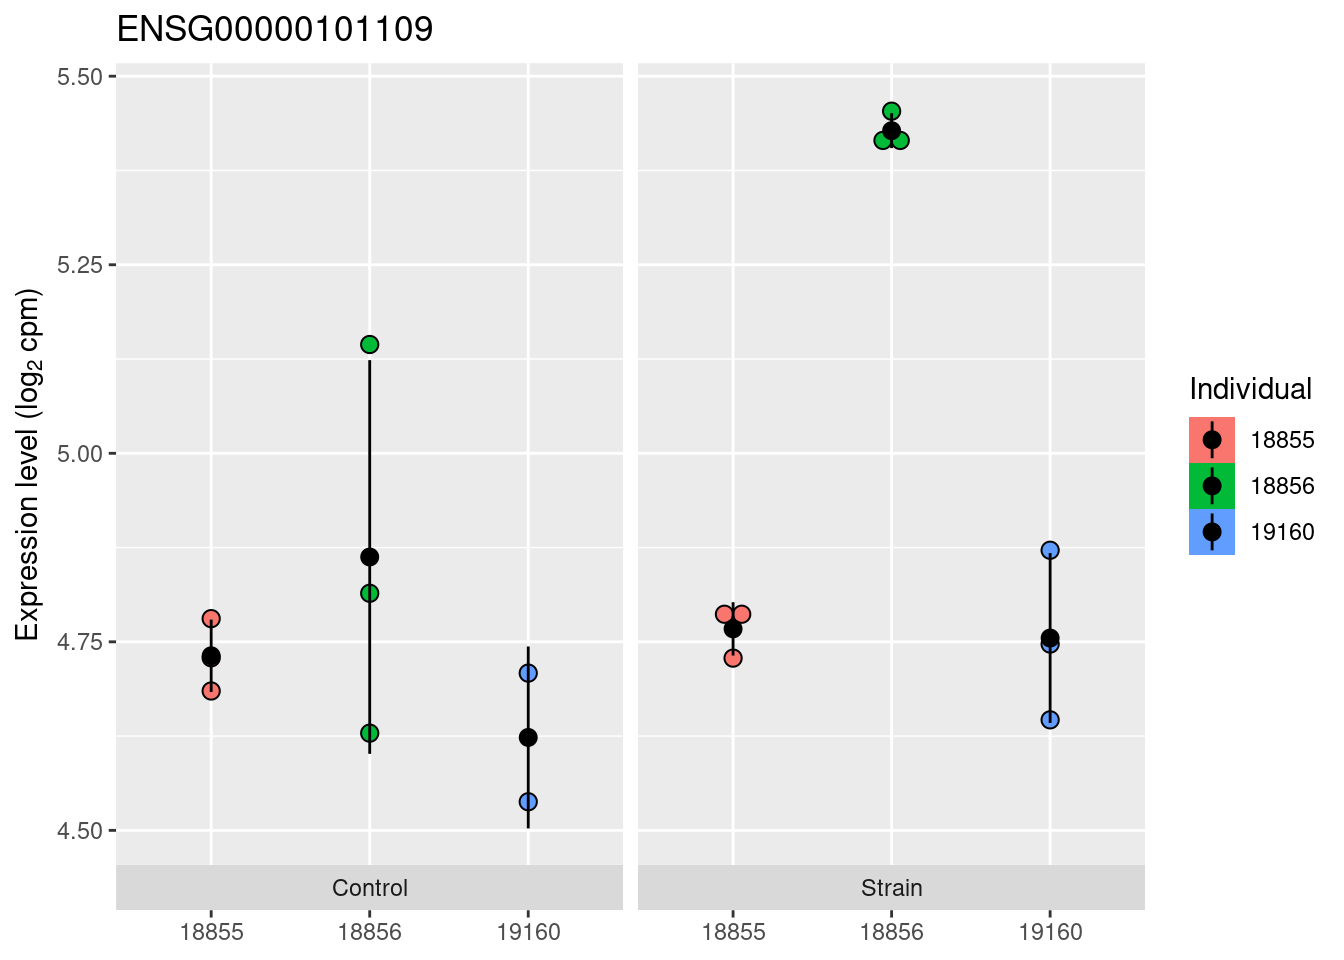 ENSG00000101109
Expression level (log₂ cpm)
5.50
5.25
5.00
4.75
4.50
Control
Strain
18855
18856
19160
18855
18856
19160
Individual
18855
18856
19160